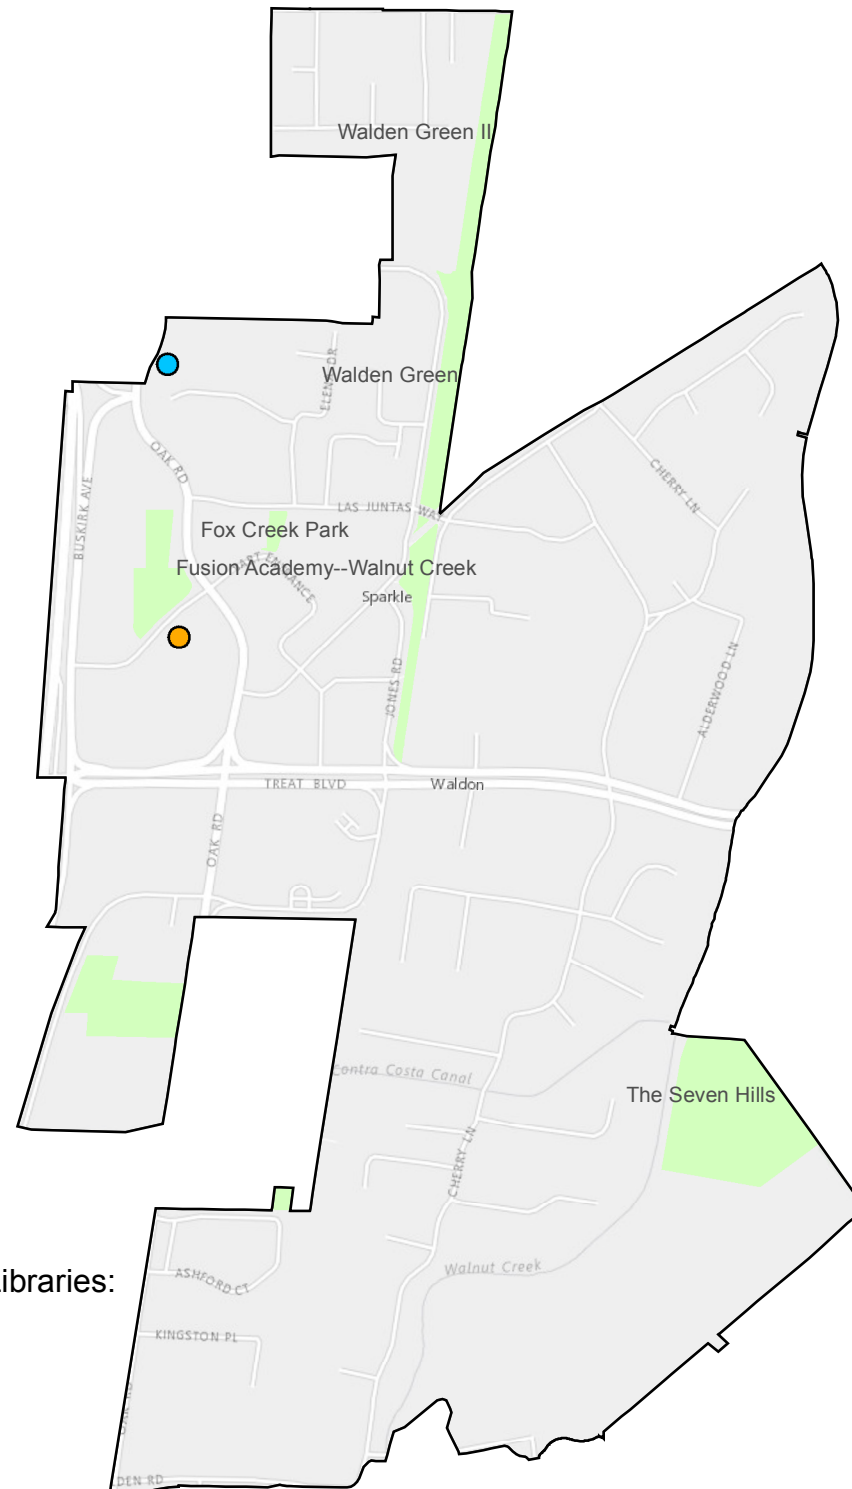 Walden Green II
Walden Green
OAK RD
BUSKIRK AVE
CHERRY LN
LAS JUNTAS WAY
Fox Creek Park
Fusion Academy--Walnut Creek
Sparkle
JONES RD
ALDERWOOD LN
TREAT BLVD
Waldon
OAK RD
Contra Costa Canal
The Seven Hills
CHERRY LN
Walnut Creek
ibraries:
ASHFORD CT
KINGSTON PL
OAK RD
DEN RD